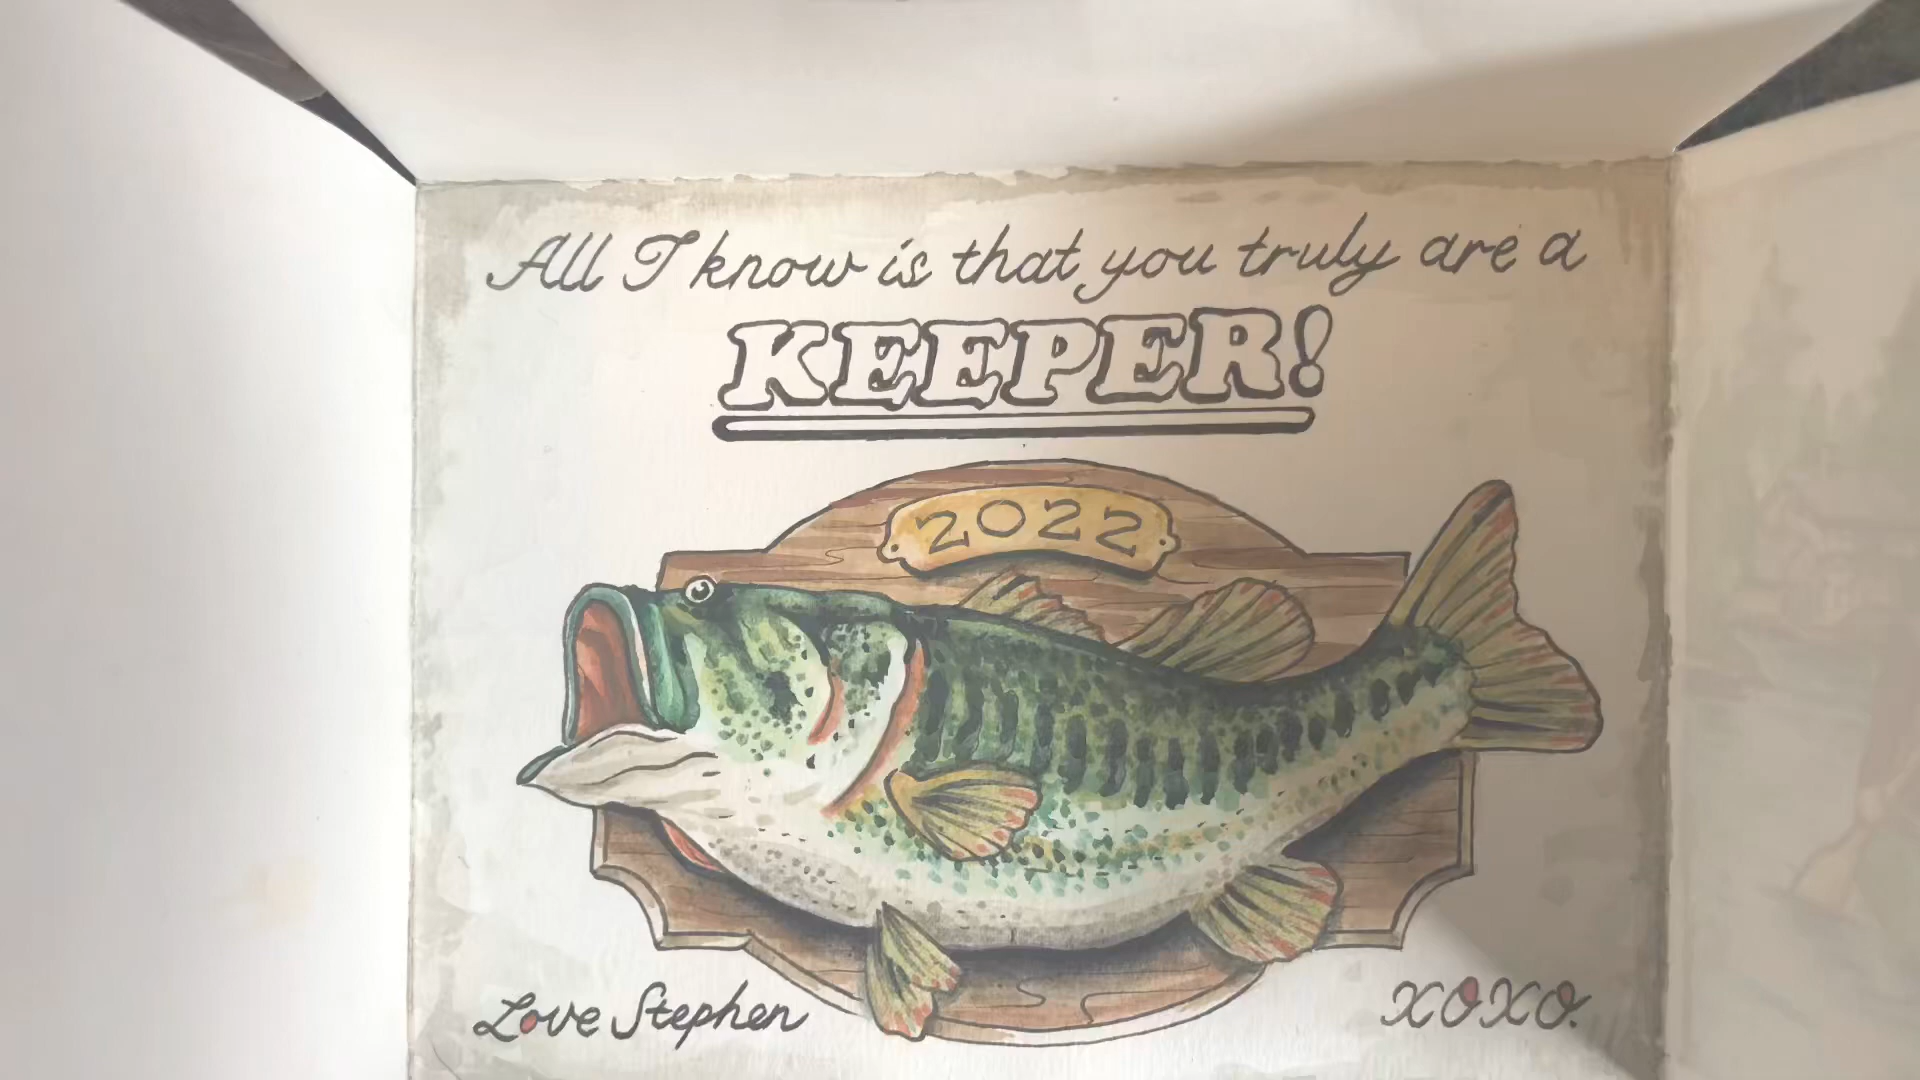 All I know is that you truly are a
KEEPER!
2022
Love Stephen
XOXO.